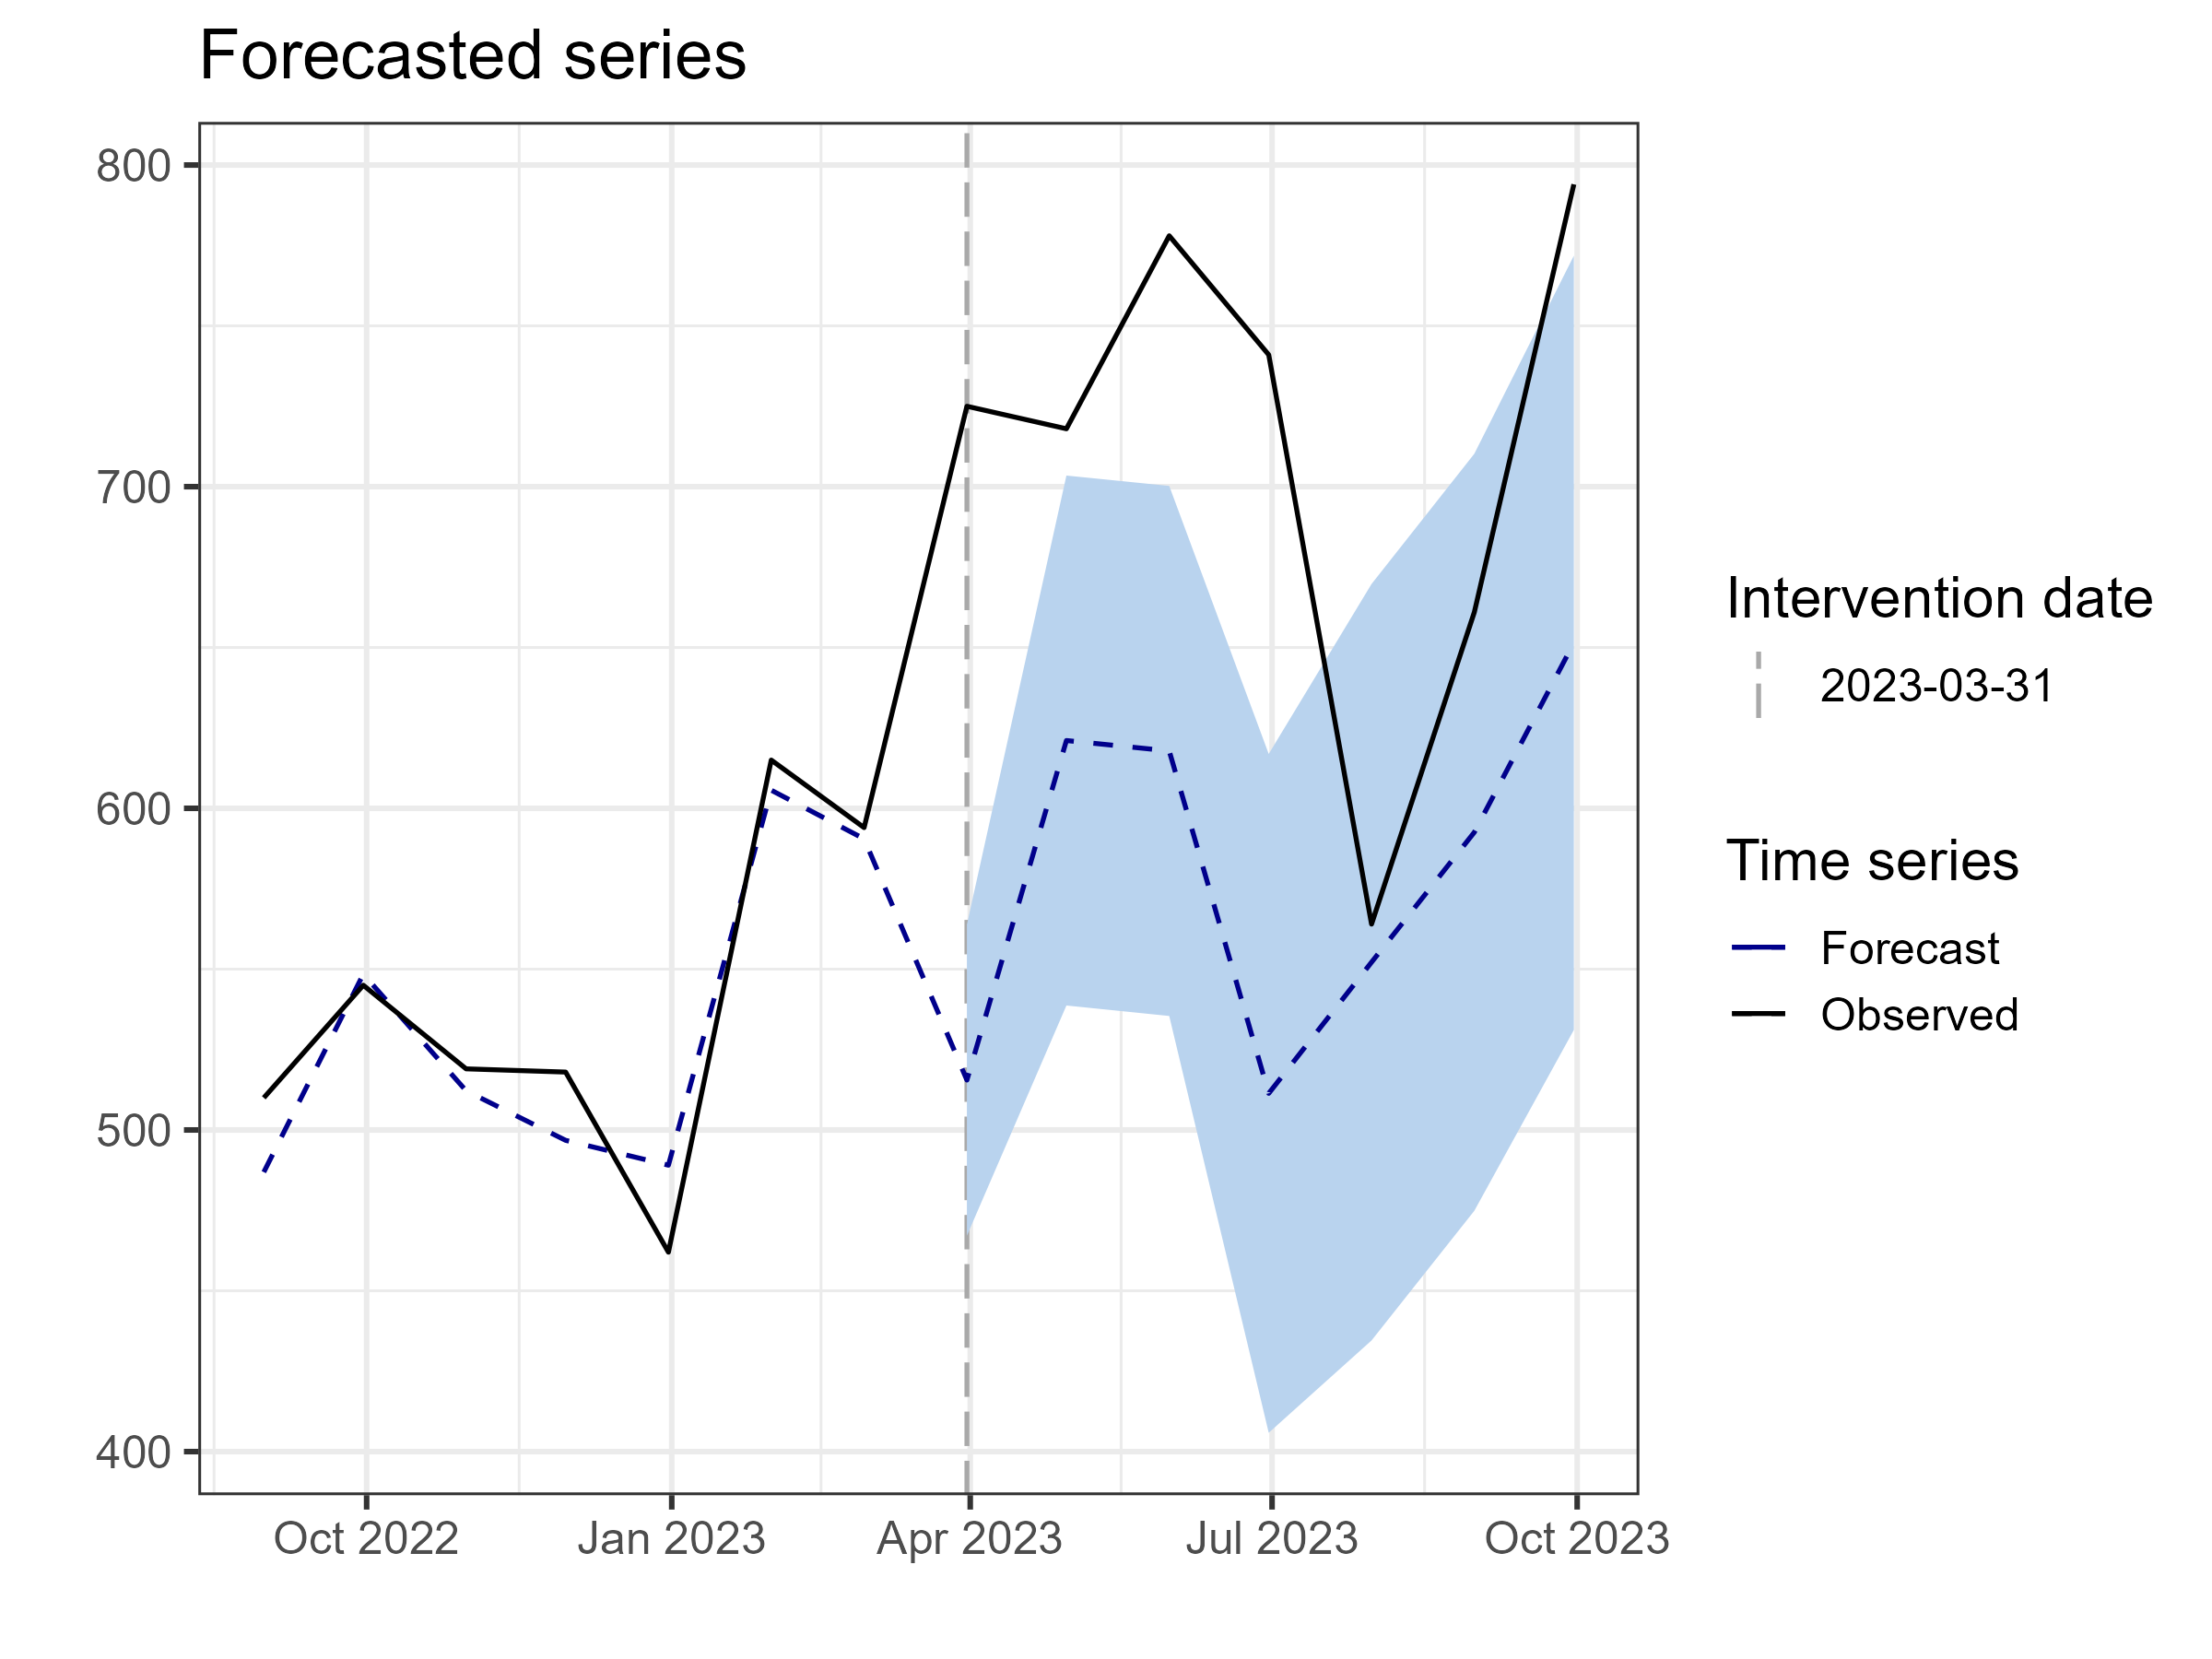 Forecasted series
800
700
600
500
400
Oct 2022
Jan 2023
Apr 2023
Jul 2023
Oct 2023
Intervention date
2023-03-31
Time series
Forecast
Observed